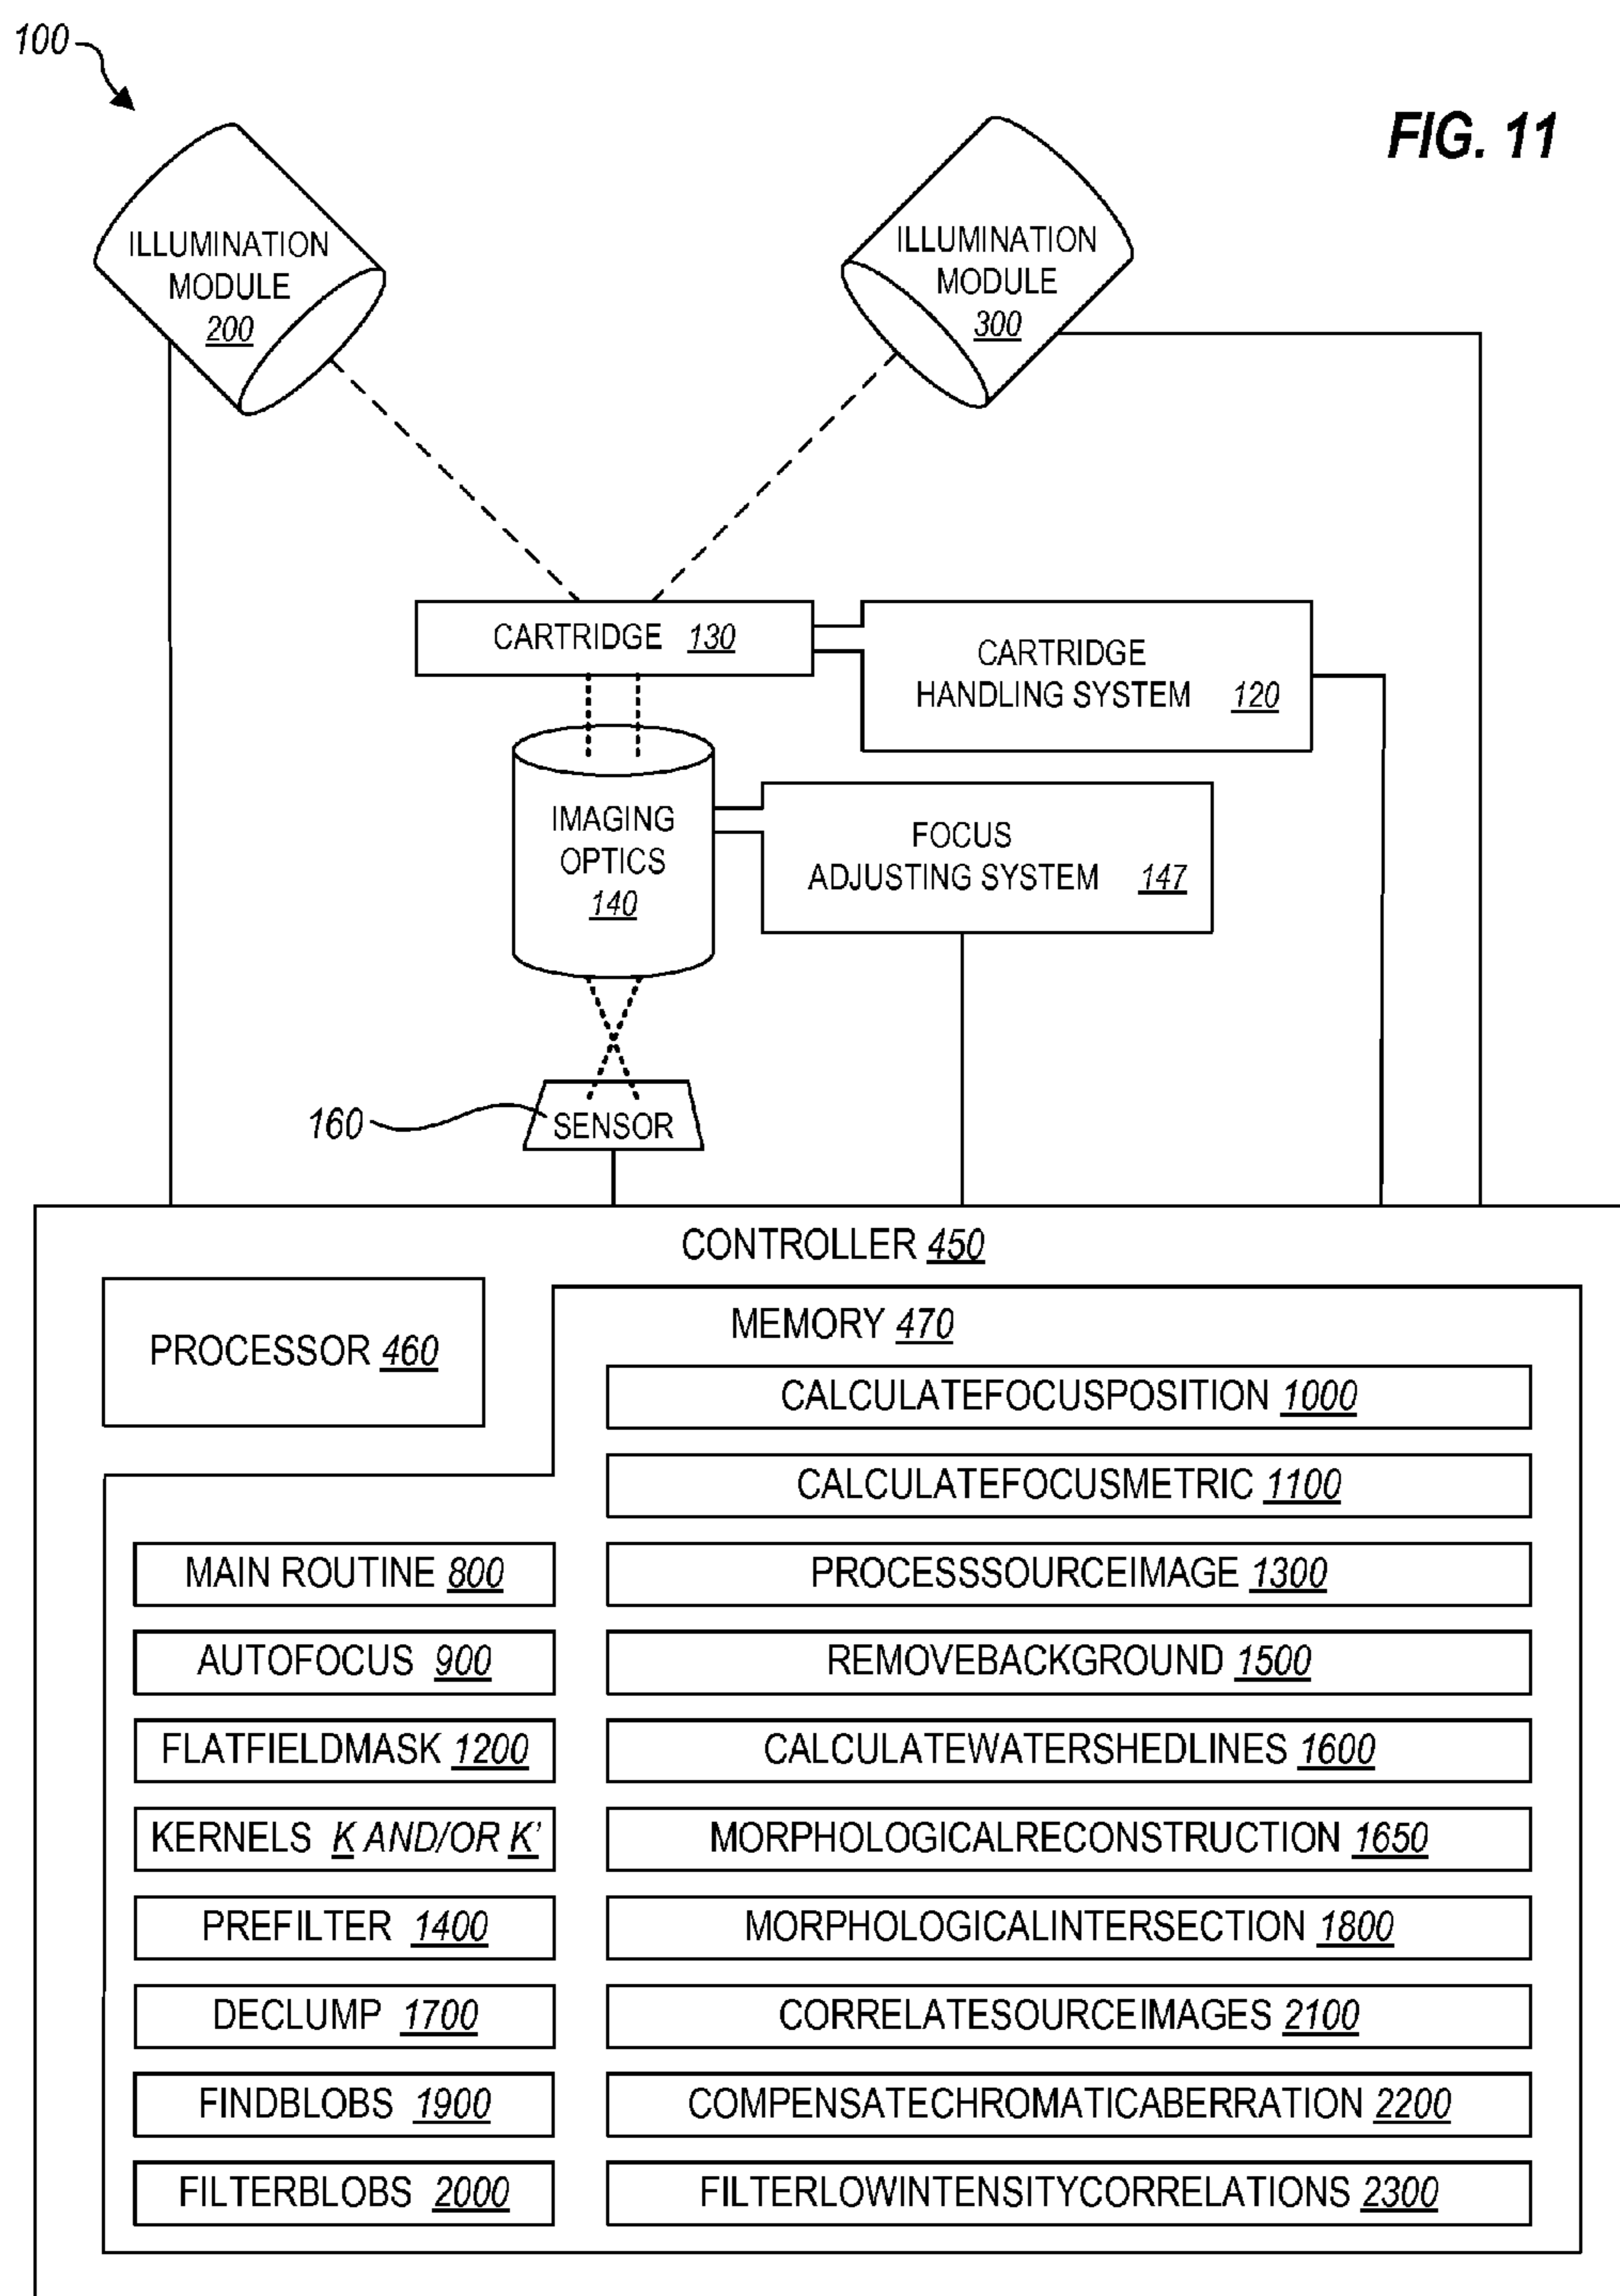 100
FIG. 11
ILLUMINATION
MODULE
200
ILLUMINATION
MODULE
300
CARTRIDGE 130
CARTRIDGE
HANDLING SYSTEM 120
IMAGING
OPTICS
140
FOCUS
ADJUSTING SYSTEM 147
160
SENSOR
CONTROLLER 450
PROCESSOR 460
MEMORY 470
CALCULATEFOCUSPOSITION 1000
CALCULATEFOCUSMETRIC 1100
MAIN ROUTINE 800
PROCESSSOURCEIMAGE 1300
AUTOFOCUS 900
REMOVEBACKGROUND 1500
FLATFIELDMASK 1200
CALCULATEWATERSHEDLINES 1600
KERNELS K AND/OR K'
MORPHOLOGICALRECONSTRUCTION 1650
PREFILTER 1400
MORPHOLOGICALINTERSECTION 1800
DECLUMP 1700
CORRELATESOURCEIMAGES 2100
FINDBLOBS 1900
COMPENSATECHROMATICABERRATION 2200
FILTERBLOBS 2000
FILTERLOWINTENSITYCORRELATIONS 2300